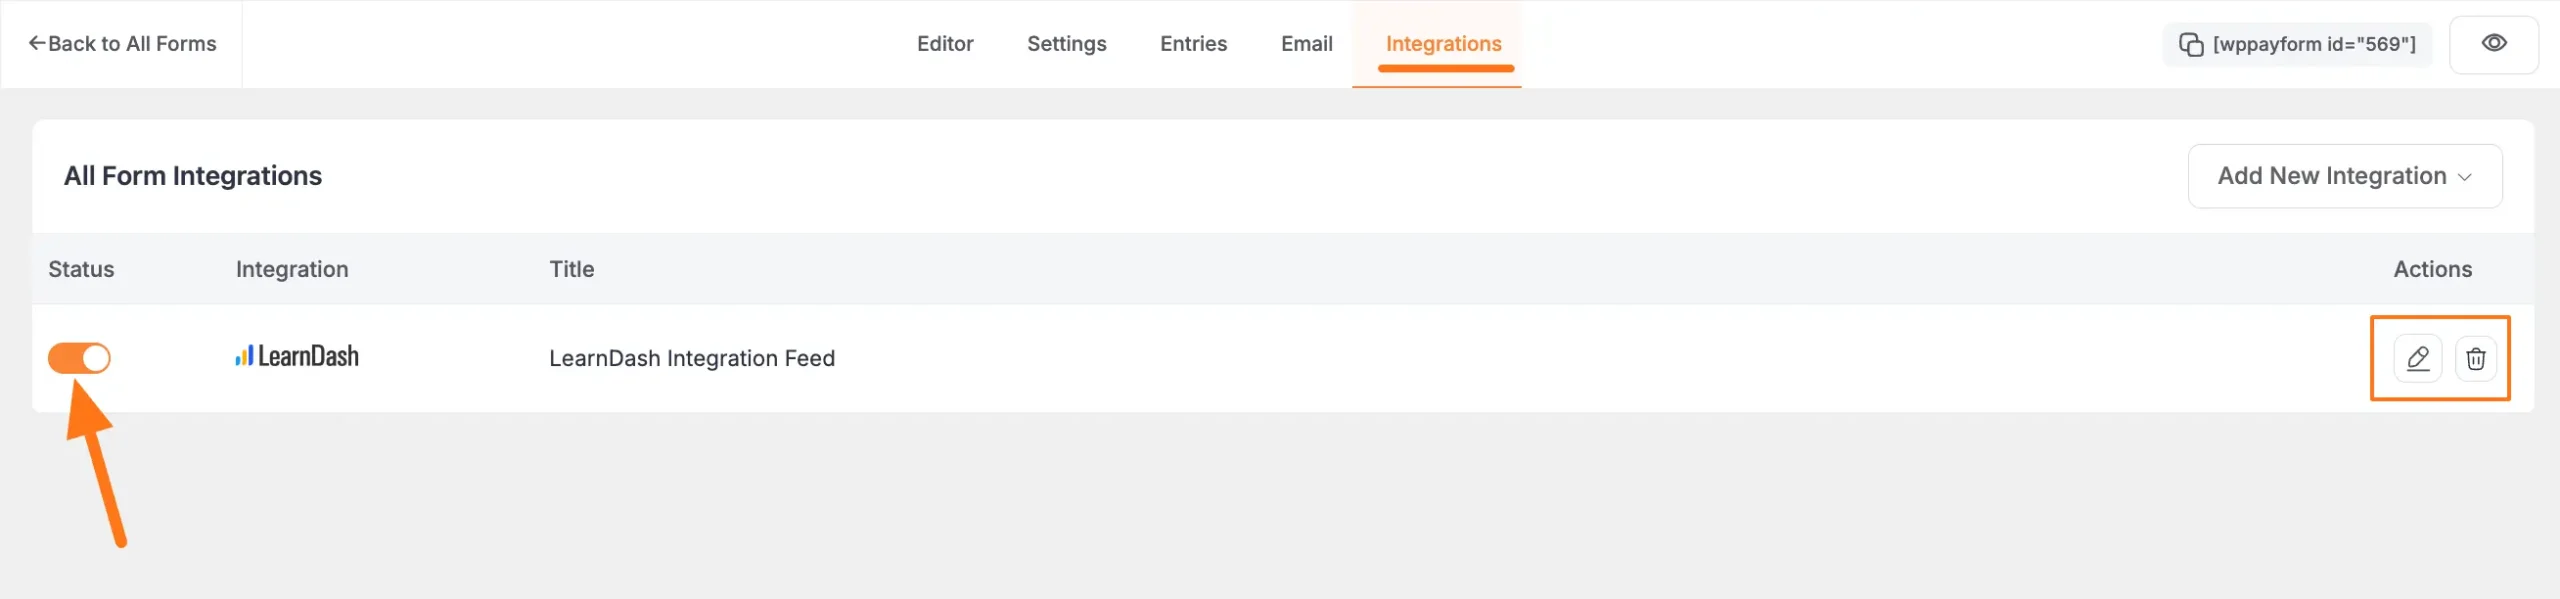 ←Back to All Forms
Editor Settings Entries Email Integrations
[wppayform id="569"]
All Form Integrations
Add New Integration
Status Integration Title Actions
LearnDash LearnDash Integration Feed